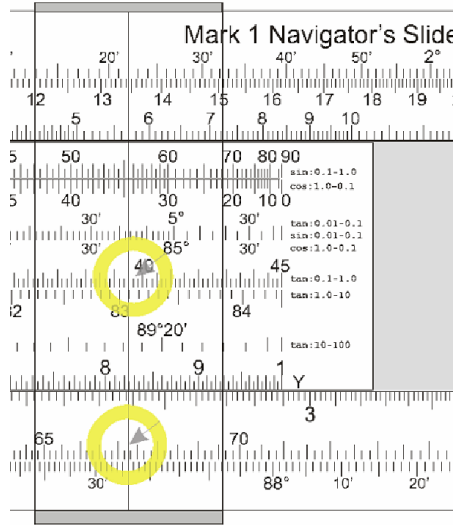 Mark 1 Navigator's Slide
20' 30' 40' 50' 2°
12 13 14 15 16 17 18 19
5 6 7 8 9 10
50 60 70 80 90
sin:0.1-1.0
cos:1.0-0.1
40 30 20 10 0
30' 5° 30'
tan:0.01-0.1
sin:0.01-0.1
cos:1.0-0.1
30' 85° 30'
40 45
tan:0.1-1.0
tan:1.0-10
83 84
89°20'
tan:10-100
8 9 1
Y
3
65 70
30' 88° 10' 20'